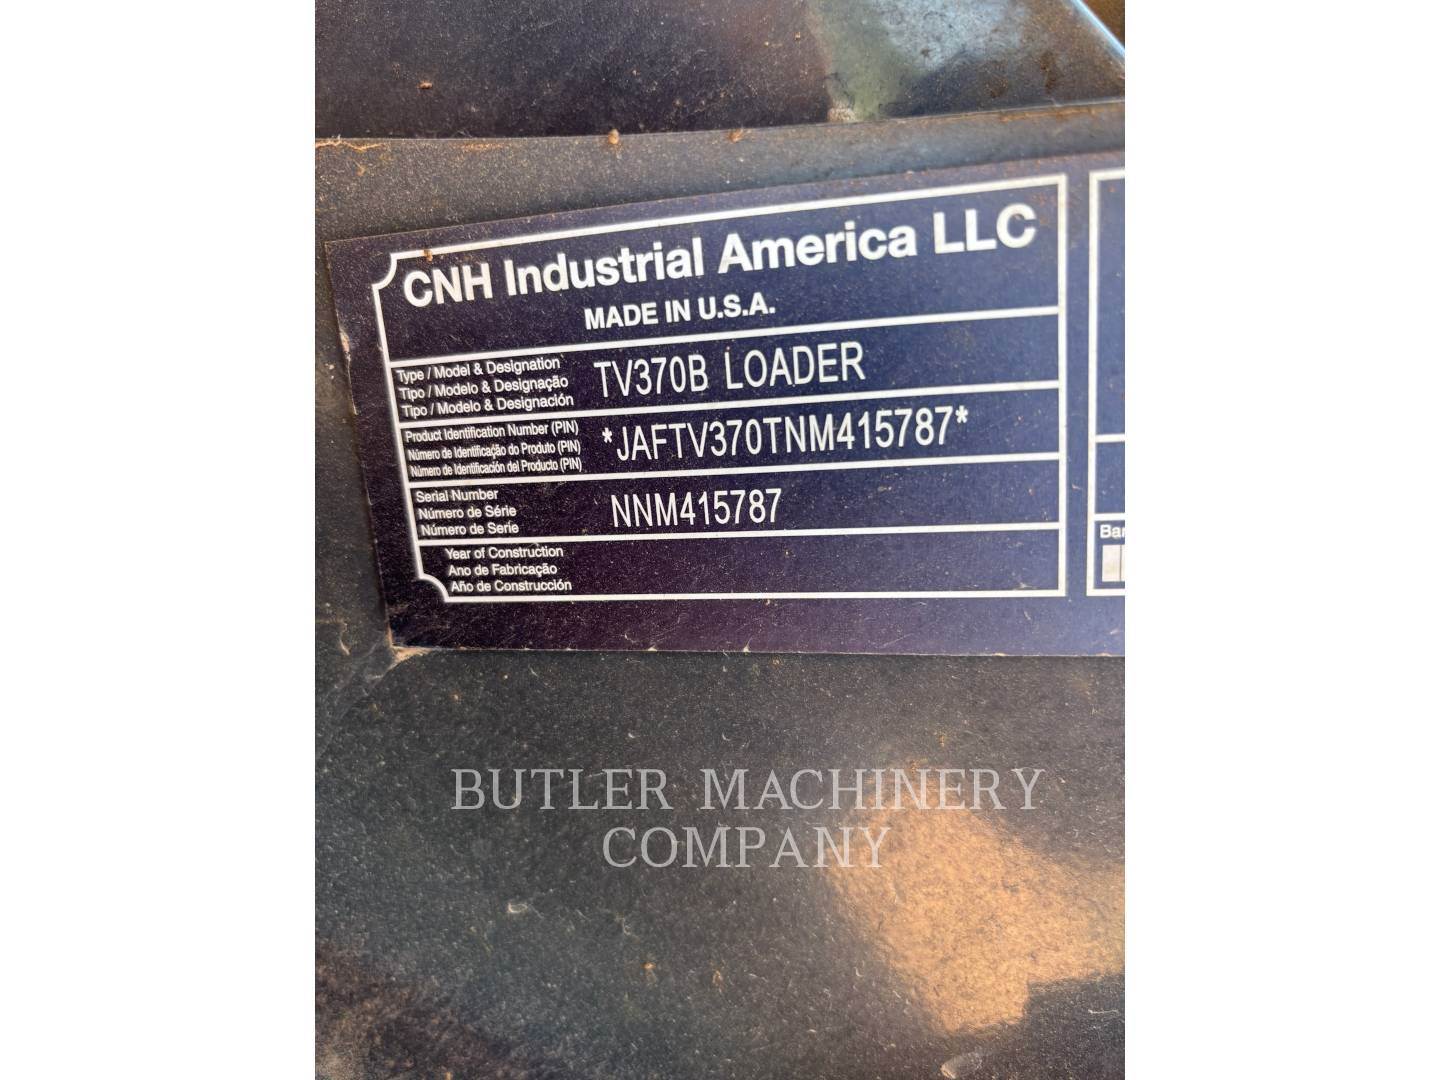 CNH Industrial America LLC
MADE IN U.S.A.
Type / Model & Designation
Tipo / Modelo & Designação
Tipo / Modelo & Designación
TV370B LOADER
Product Identification Number (PIN)
Número de Identificação do Produto (PIN)
Número de Identificación del Producto (PIN)
*JAFTV370TNM415787*
Serial Number
Número de Série
Número de Serie
NNM415787
Year of Construction
Ano de Fabricação
Año de Construcción
BUTLER MACHINERY
COMPANY